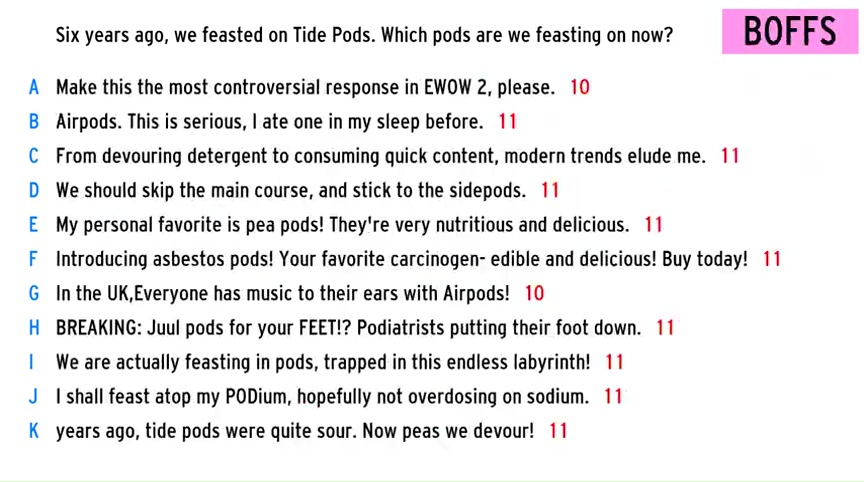 Six years ago, we feasted on Tide Pods. Which pods are we feasting on now?
BOFFS
A Make this the most controversial response in EWOW 2, please. 10
B Airpods. This is serious, I ate one in my sleep before. 11
C From devouring detergent to consuming quick content, modern trends elude me. 11
D We should skip the main course, and stick to the sidepods. 11
E My personal favorite is pea pods! They're very nutritious and delicious. 11
F Introducing asbestos pods! Your favorite carcinogen- edible and delicious! Buy today! 11
G In the UK,Everyone has music to their ears with Airpods! 10
H BREAKING: Juul pods for your FEET!? Podiatrists putting their foot down. 11
I We are actually feasting in pods, trapped in this endless labyrinth! 11
J I shall feast atop my PODium, hopefully not overdosing on sodium. 11
K years ago, tide pods were quite sour. Now peas we devour! 11